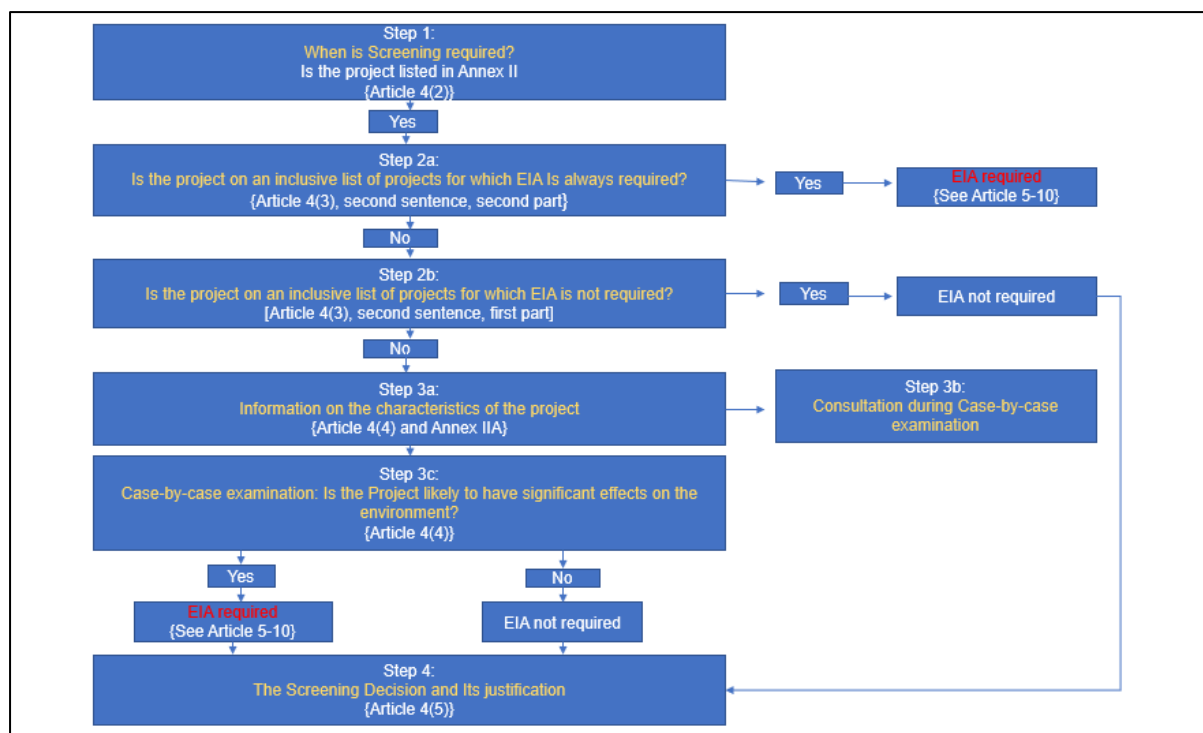 Step 1:
When is Screening required?
Is the project listed in Annex II
{Article 4(2)}
Yes
Step 2a:
Is the project on an inclusive list of projects for which EIA Is always required?
{Article 4(3), second sentence, second part}
Yes
EIA required
{See Article 5-10}
No
Step 2b:
Is the project on an inclusive list of projects for which EIA is not required?
[Article 4(3), second sentence, first part]
Yes
EIA not required
No
Step 3a:
Information on the characteristics of the project
{Article 4(4) and Annex IIA}
Step 3b:
Consultation during Case-by-case
examination
Step 3c:
Case-by-case examination: Is the Project likely to have significant effects on the
environment?
{Article 4(4)}
Yes
No
EIA required
{See Article 5-10}
EIA not required
Step 4:
The Screening Decision and Its justification
{Article 4(5)}